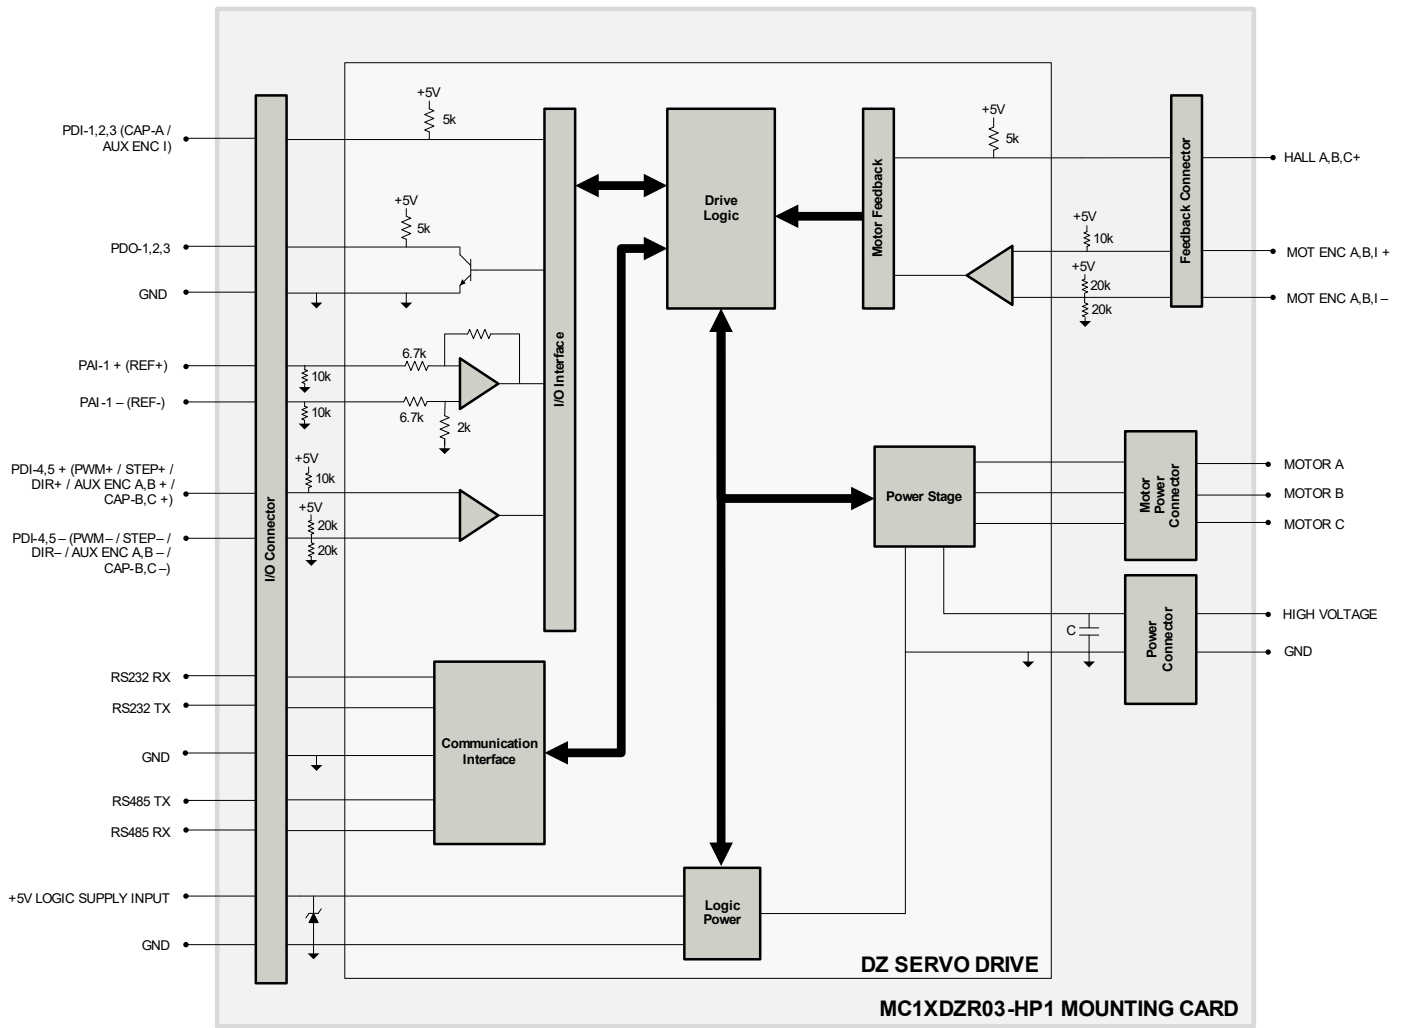 PDI-1,2,3 (CAP-A /
AUX ENC I)
+5V
5k
PDO-1,2,3
+5V
5k
GND
PAI-1 + (REF+)
10k
6.7k
PAI-1 – (REF-)
10k
6.7k
2k
PDI-4,5 + (PWM+ / STEP+ /
DIR+ / AUX ENC A,B + /
CAP-B,C +)
+5V
10k
+5V
20k
20k
PDI-4,5 – (PWM– / STEP– /
DIR– / AUX ENC A,B – /
CAP-B,C –)
I/O Connector
I/O Interface
RS232 RX
RS232 TX
GND
RS485 TX
RS485 RX
Communication
Interface
+5V LOGIC SUPPLY INPUT
GND
Drive
Logic
Motor Feedback
+5V
5k
Feedback Connector
HALL A,B,C+
+5V
10k
MOT ENC A,B,I +
+5V
20k
20k
MOT ENC A,B,I –
Power Stage
Motor
Power
Connector
MOTOR A
MOTOR B
MOTOR C
C
Power
Connector
HIGH VOLTAGE
GND
Logic
Power
DZ SERVO DRIVE
MC1XDZR03-HP1 MOUNTING CARD